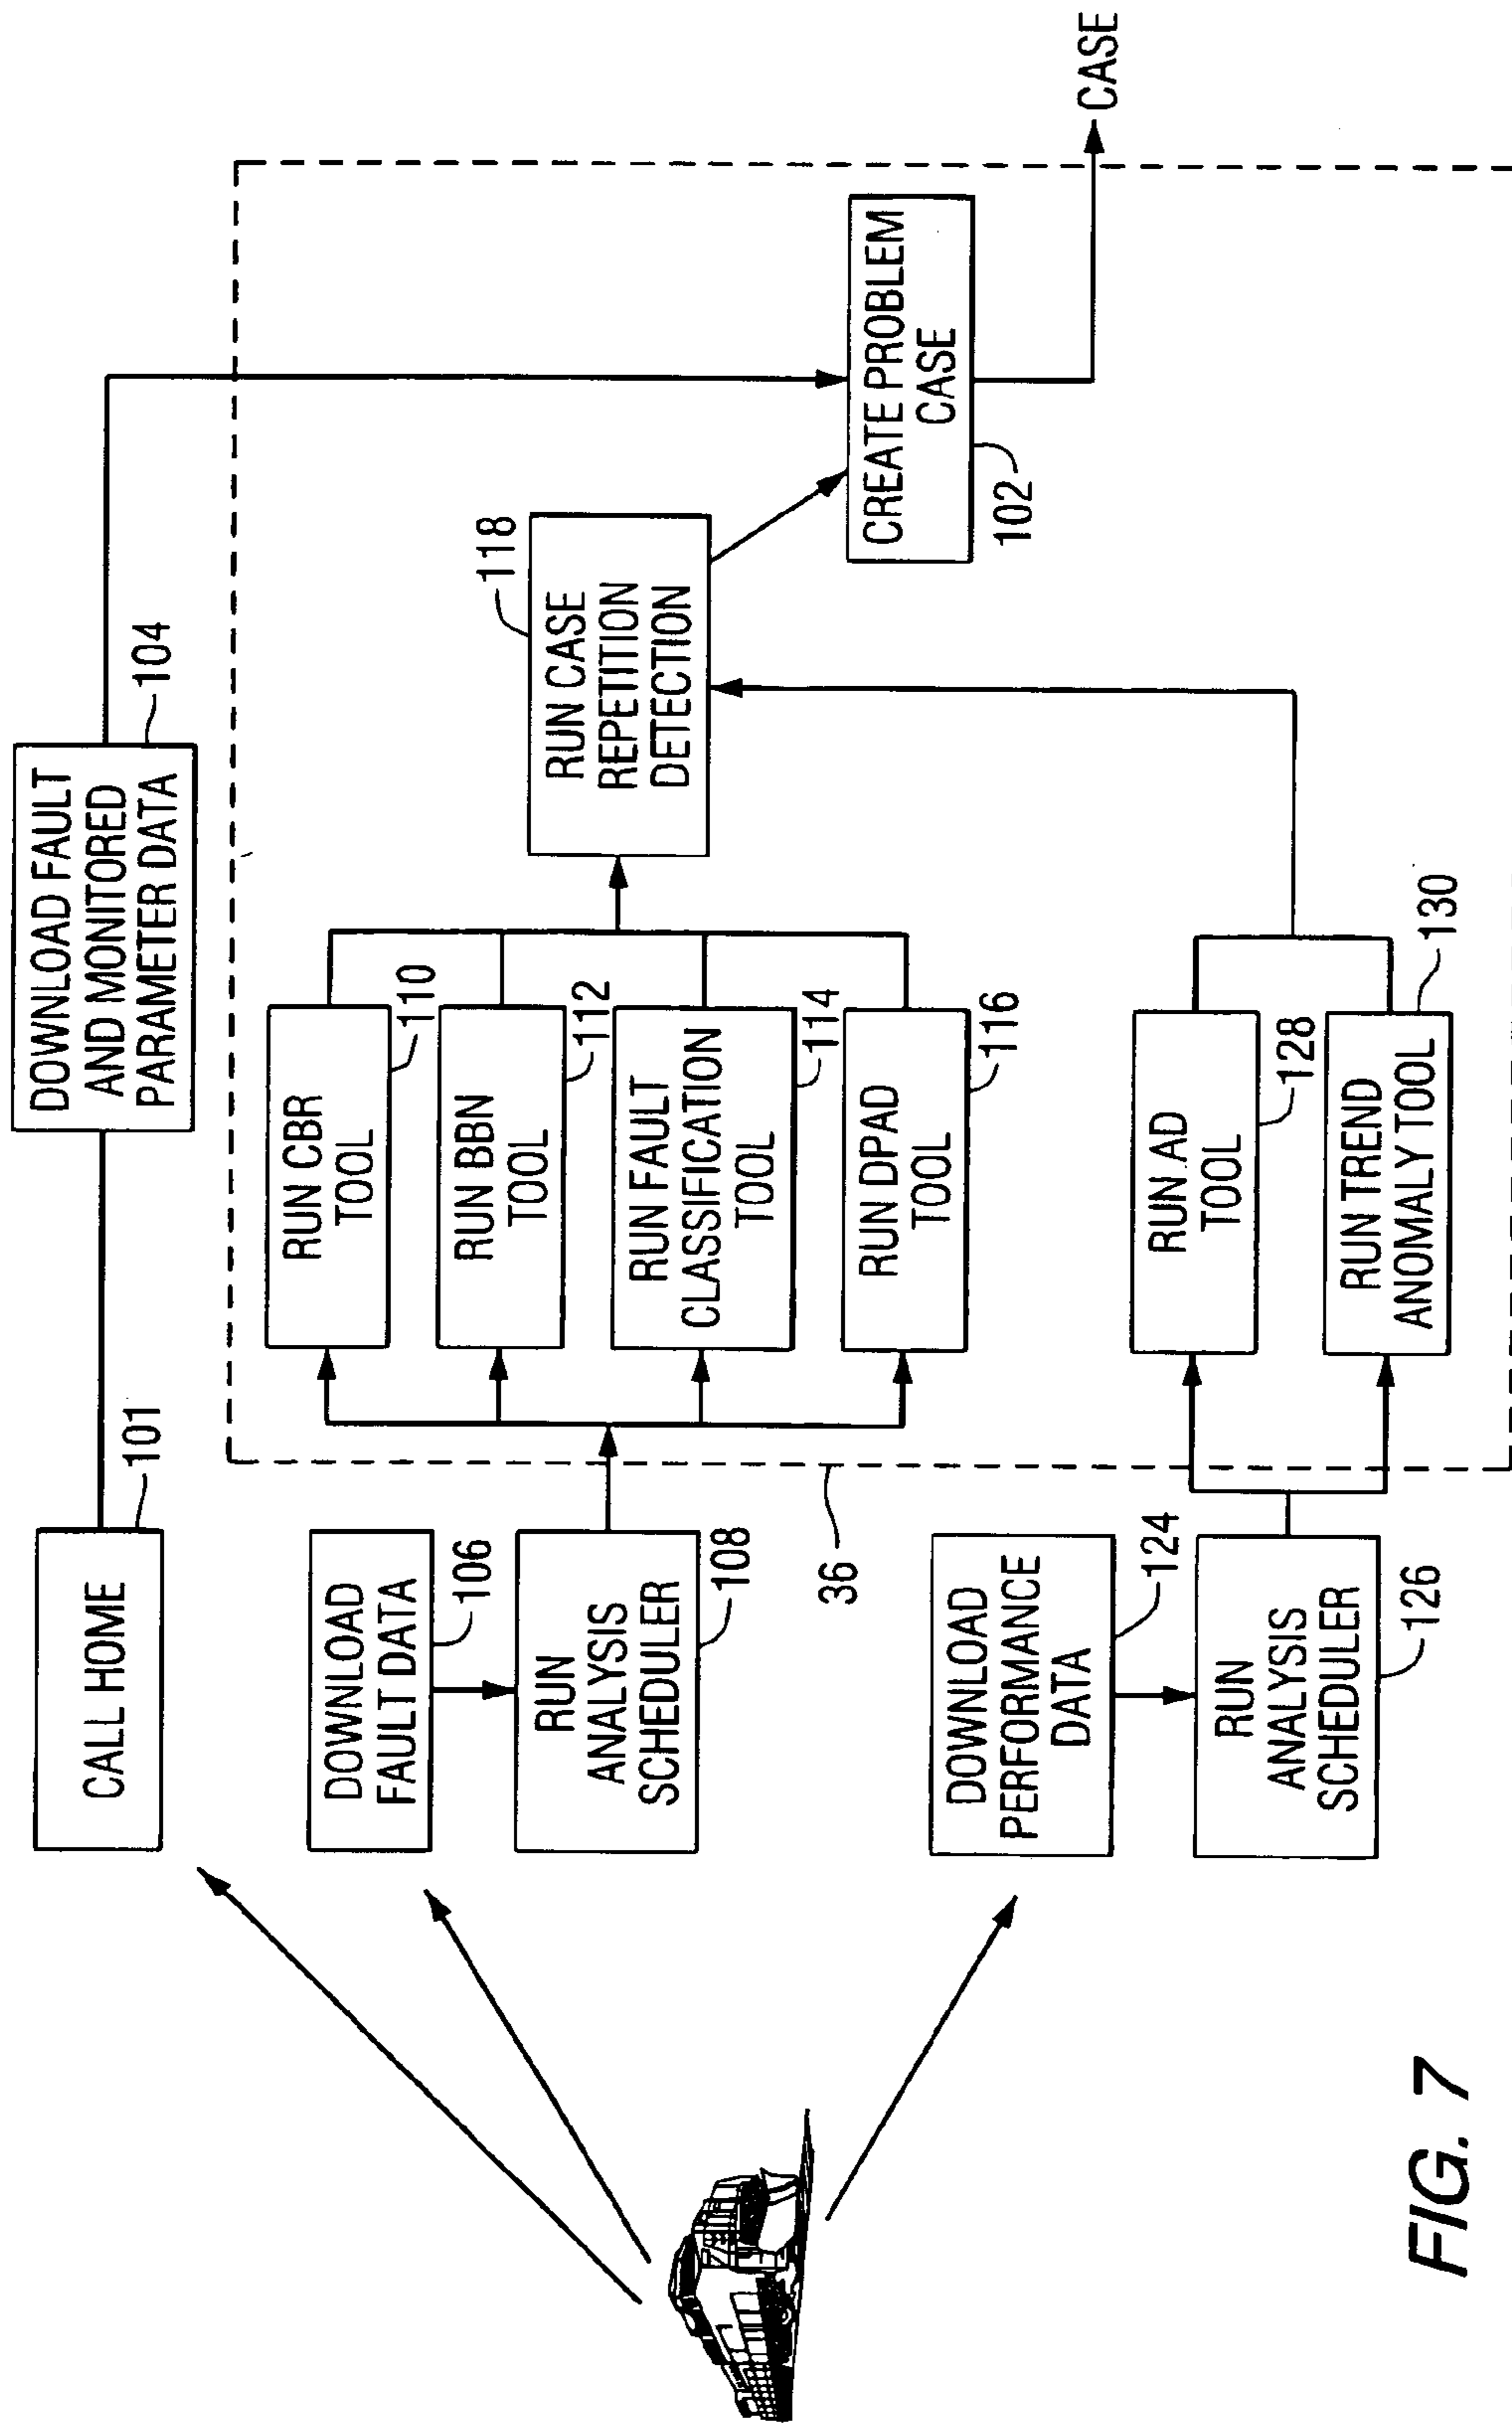 CALL HOME
101
DOWNLOAD FAULT
AND MONITORED
PARAMETER DATA
104
DOWNLOAD
FAULT DATA
106
RUN
ANALYSIS
SCHEDULER
108
RUN CBR
TOOL
110
RUN BBN
TOOL
112
RUN FAULT
CLASSIFICATION
TOOL
114
RUN DPAD
TOOL
116
RUN CASE
REPETITION
DETECTION
118
CREATE PROBLEM
CASE
102
CASE
36
DOWNLOAD
PERFORMANCE
DATA
124
RUN
ANALYSIS
SCHEDULER
126
RUN AD
TOOL
128
RUN TREND
ANOMALY TOOL
130
FIG. 7